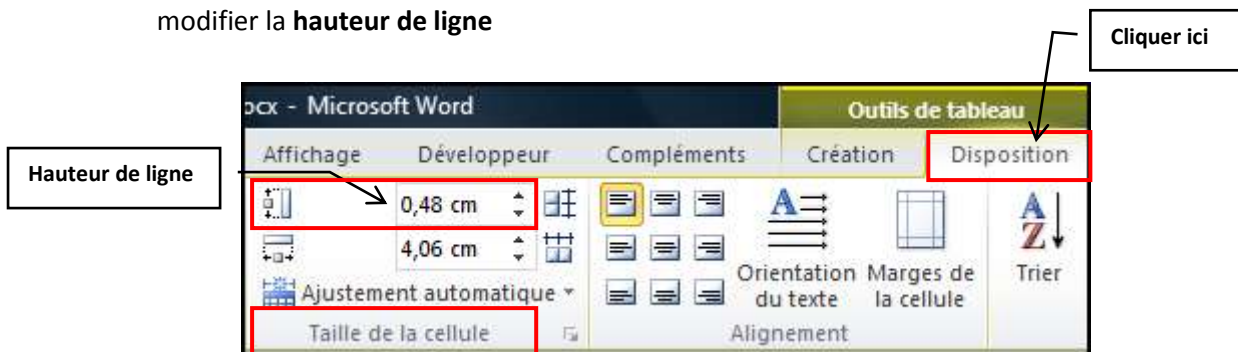 modifier la hauteur de ligne
Cliquer ici
ocx - Microsoft Word
Outils de tableau
Affichage Développeur Compléments Création Disposition
Hauteur de ligne
0,48 cm
4,06 cm
Ajustement automatique
Orientation du texte
Marges de la cellule
A Z
Trier
Taille de la cellule
Alignement